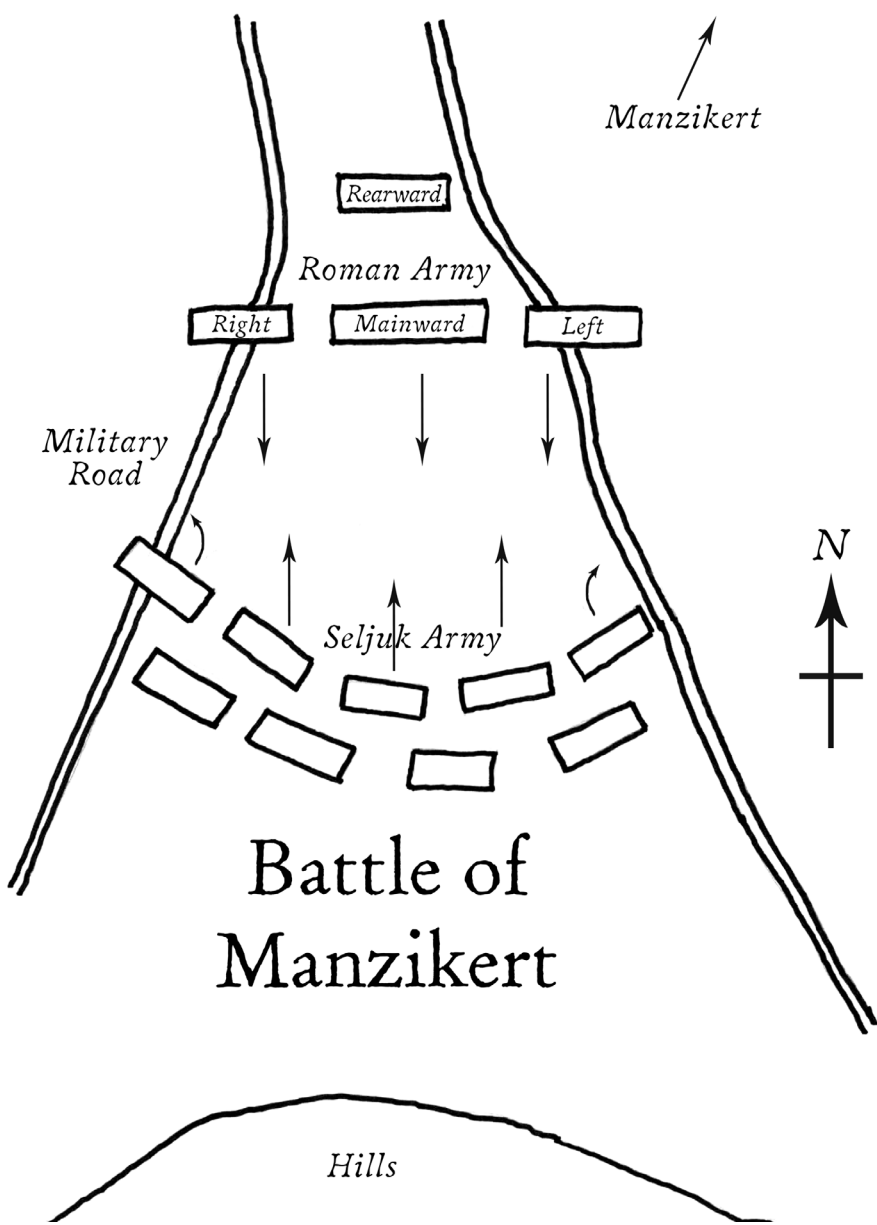 Manzikert
Rearward
Roman Army
Right
Mainward
Left
Military
Road
N
Seljuk Army
Battle of
Manzikert
Hills